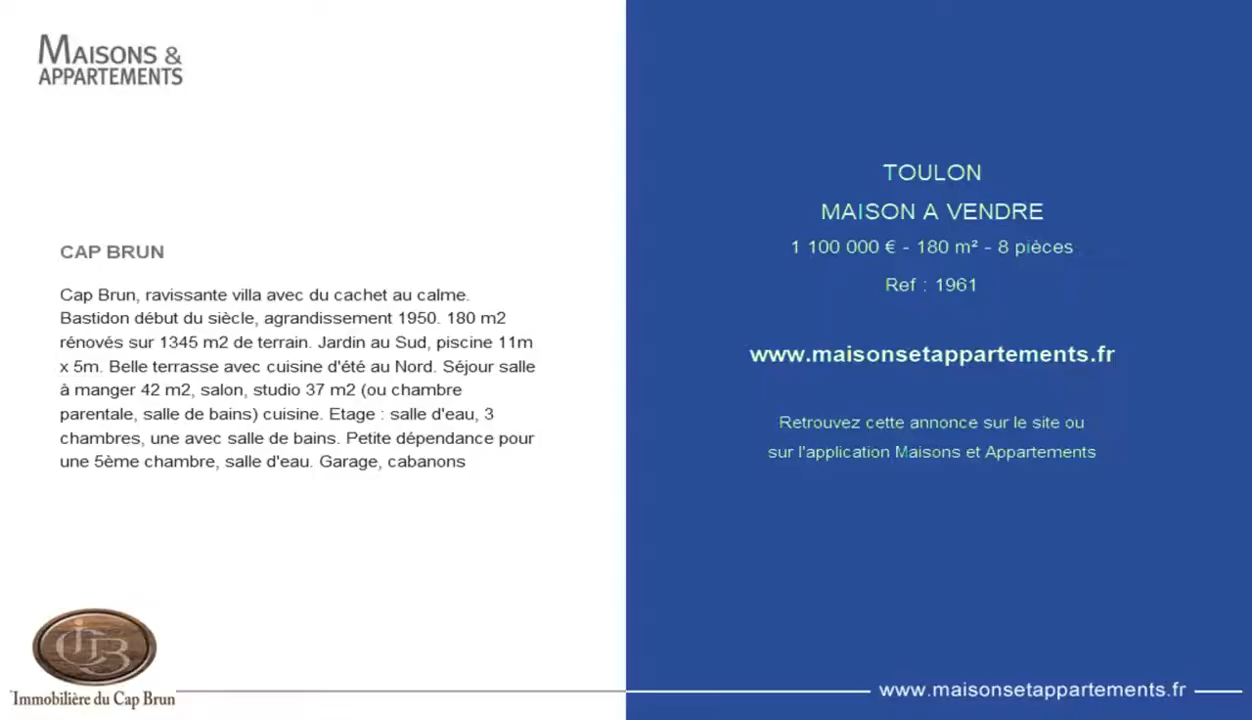 MAISONS &
APPARTEMENTS
CAP BRUN
Cap Brun, ravissante villa avec du cachet au calme.
Bastidon début du siècle, agrandissement 1950. 180 m2
rénovés sur 1345 m2 de terrain. Jardin au Sud, piscine 11m
x 5m. Belle terrasse avec cuisine d'été au Nord. Séjour salle
à manger 42 m2, salon, studio 37 m2 (ou chambre
parentale, salle de bains) cuisine. Etage : salle d'eau, 3
chambres, une avec salle de bains. Petite dépendance pour
une 5ème chambre, salle d'eau. Garage, cabanons
ICB
Immobilière du Cap Brun
TOULON
MAISON A VENDRE
1 100 000 € - 180 m² - 8 pièces
Ref : 1961
www.maisonsetappartements.fr
Retrouvez cette annonce sur le site ou
sur l'application Maisons et Appartements
www.maisonsetappartements.fr